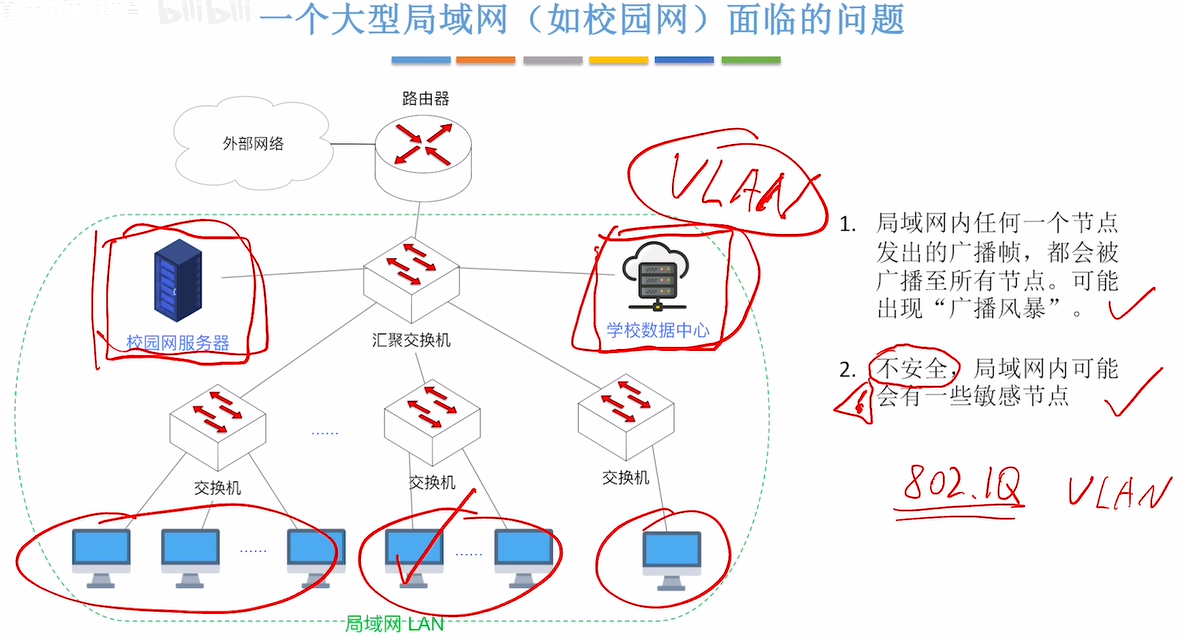 bilibili
一个大型局域网（如校园网）面临的问题
路由器
外部网络
VLAN
校园网服务器
汇聚交换机
学校数据中心
1. 局域网内任何一个节点
发出的广播帧，都会被
广播至所有节点。可能
出现“广播风暴”。
2. 不安全，局域网内可能
会有一些敏感节点
802.1Q VLAN
......
交换机
交换机
交换机
......
......
局域网 LAN